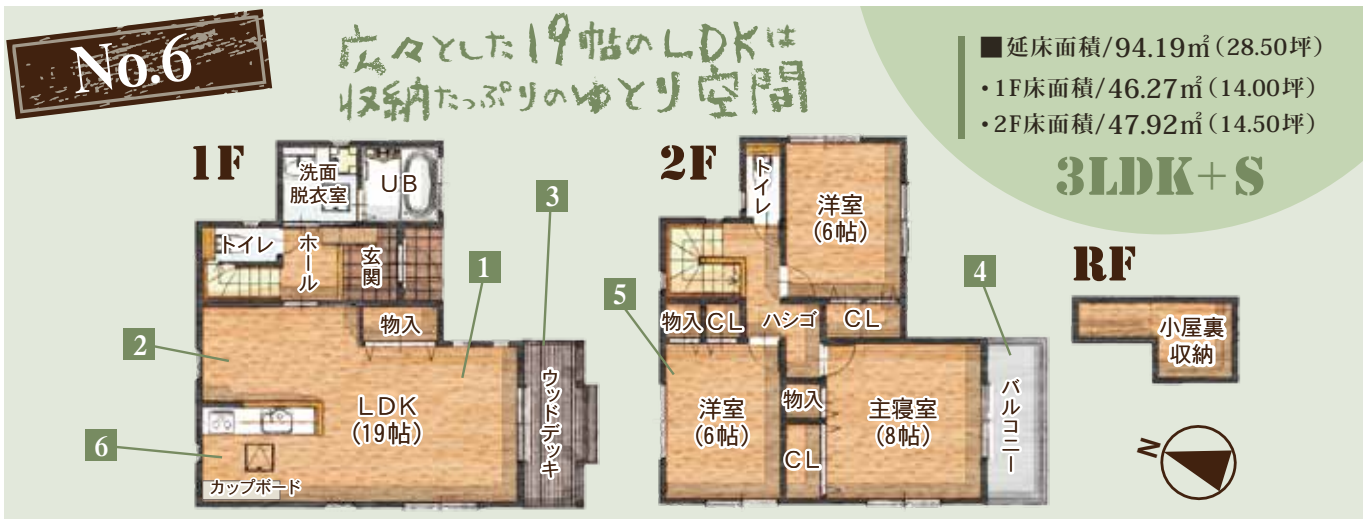 No.6
広々とした19帖のLDKは
収納たっぷりのゆとり空間
■延床面積/94.19㎡(28.50坪)
・1F床面積/46.27㎡(14.00坪)
・2F床面積/47.92㎡(14.50坪)
3LDK+S
1F
洗面
脱衣室
UB
トイレ
ホール
玄関
物入
LDK
(19帖)
カップボード
ウッドデッキ
1
2
3
6
2F
トイレ
洋室
(6帖)
物入
CL
ハシゴ
CL
洋室
(6帖)
物入
CL
主寝室
(8帖)
バルコニー
4
5
RF
小屋裏
収納
N